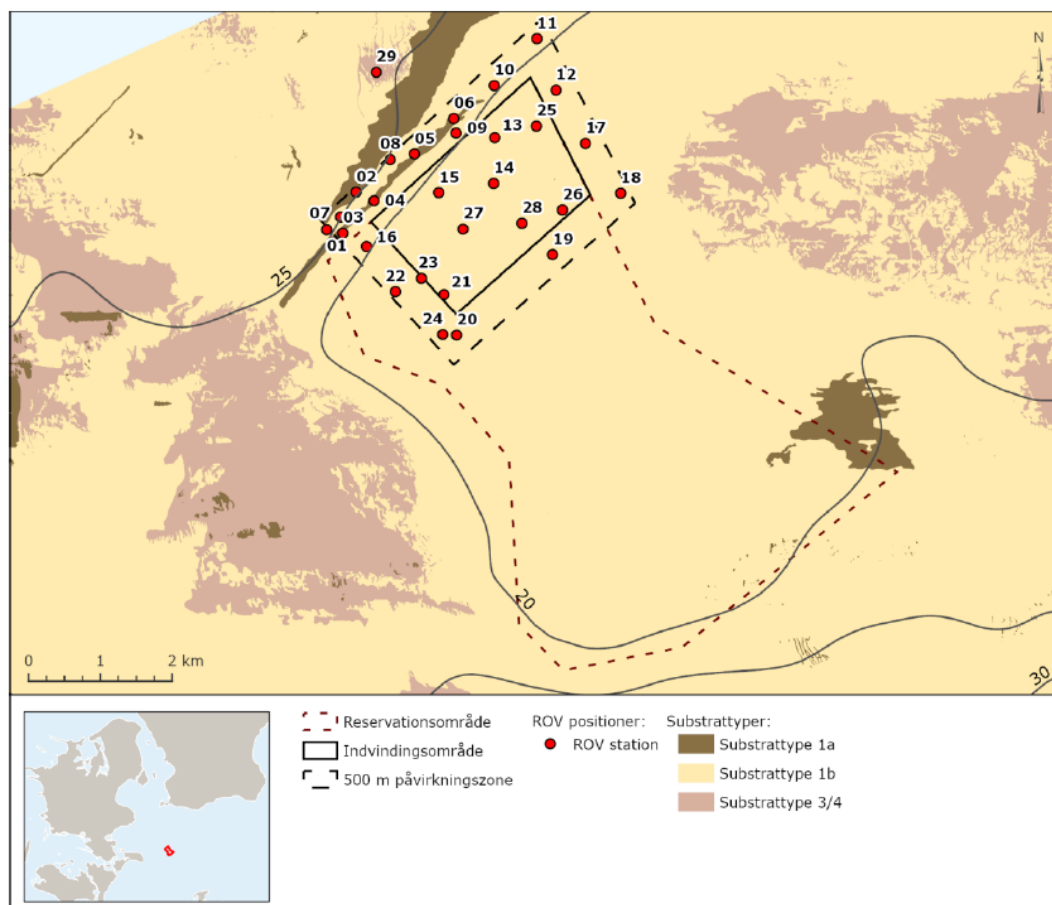 11
29
N
10
12
06
25
09
13
17
08
05
14
18
02
15
04
26
28
07
03
27
01
16
19
25
23
22
21
24
20
20
30
0 1 2 km
Reservationsområde
Indvindingsområde
500 m påvirkningszone
ROV positioner:
ROV station
Substrattyper:
Substrattype 1a
Substrattype 1b
Substrattype 3/4